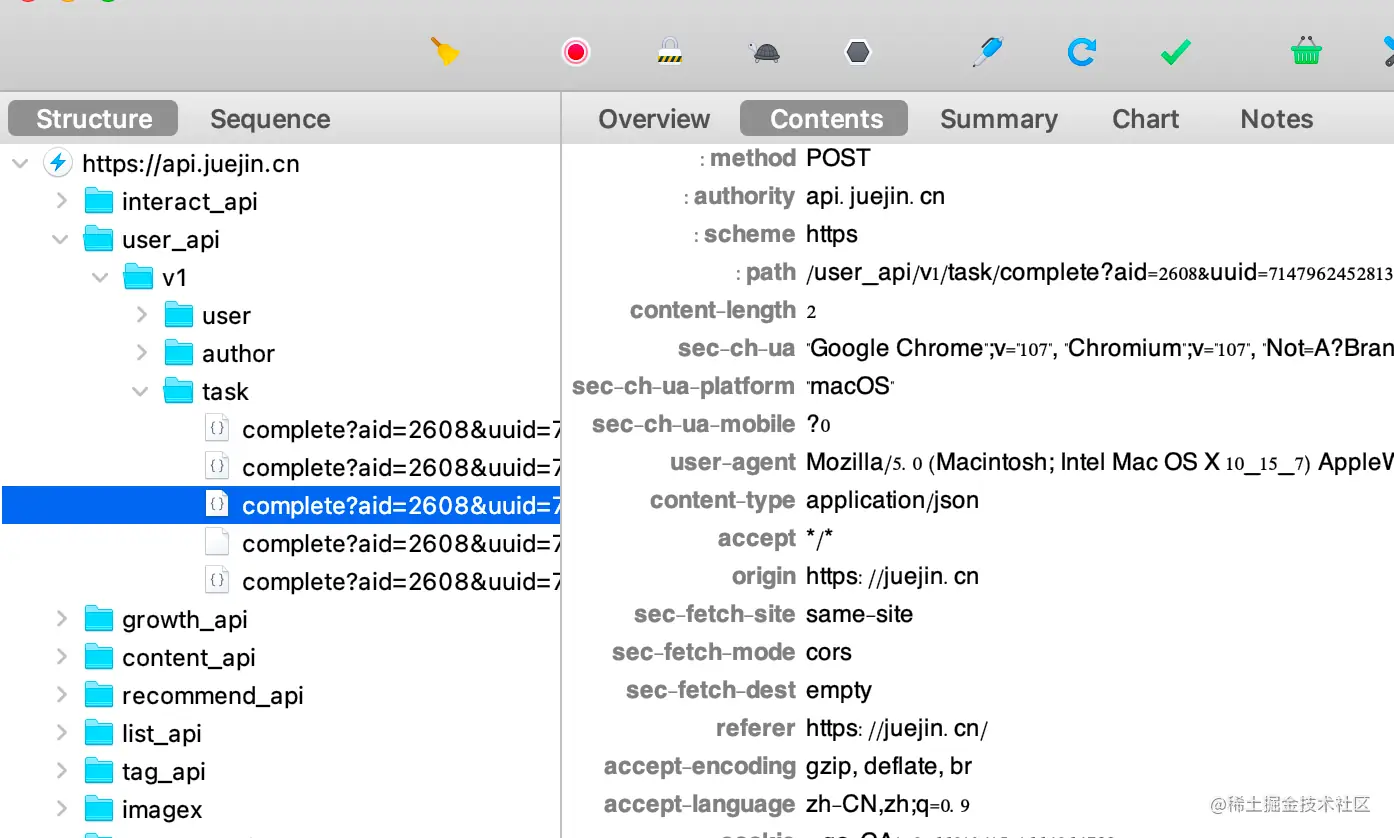 Structure Sequence
https://api.juejin.cn
interact_api
user_api
v1
user
author
task
complete?aid=2608&uuid=7
complete?aid=2608&uuid=7
complete?aid=2608&uuid=7
complete?aid=2608&uuid=7
complete?aid=2608&uuid=7
growth_api
content_api
recommend_api
list_api
tag_api
imagex
Overview Contents Summary Chart Notes
:method POST
:authority api.juejin.cn
:scheme https
:path /user_api/v1/task/complete?aid=2608&uuid=7147962452813
content-length 2
sec-ch-ua "Google Chrome";v="107", "Chromium";v="107", "Not=A?Bran
sec-ch-ua-platform "macOS"
sec-ch-ua-mobile ?0
user-agent Mozilla/5.0 (Macintosh; Intel Mac OS X 10_15_7) AppleW
content-type application/json
accept */*
origin https://juejin.cn
sec-fetch-site same-site
sec-fetch-mode cors
sec-fetch-dest empty
referer https://juejin.cn/
accept-encoding gzip, deflate, br
accept-language zh-CN,zh;q=0.9
@稀土掘金技术社区